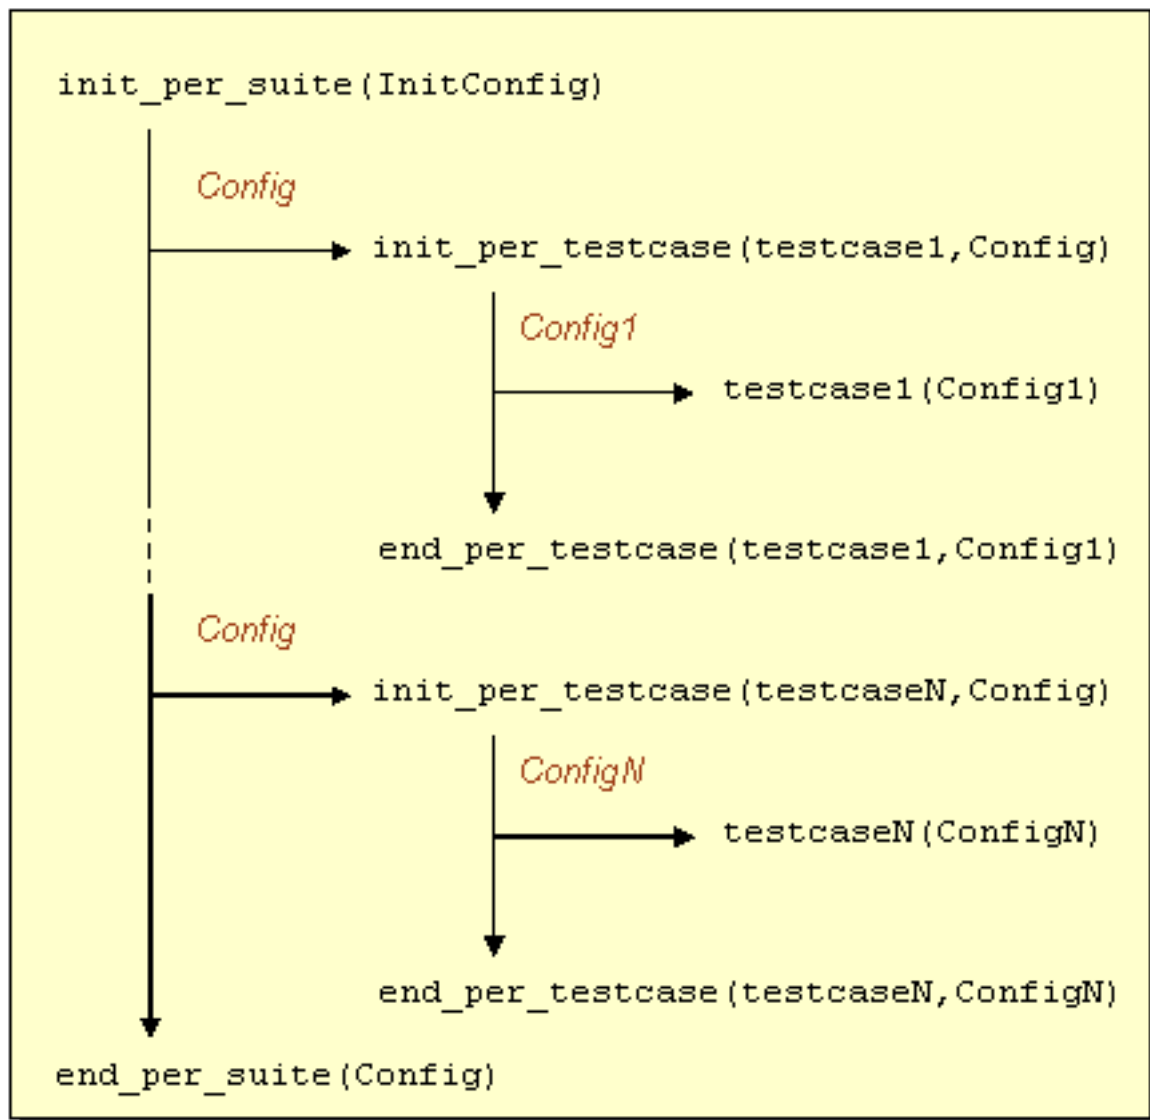 init_per_suite(InitConfig)
Config
init_per_testcase(testcase1,Config)
Config1
testcase1(Config1)
end_per_testcase(testcase1,Config1)
Config
init_per_testcase(testcaseN,Config)
ConfigN
testcaseN(ConfigN)
end_per_testcase(testcaseN,ConfigN)
end_per_suite(Config)